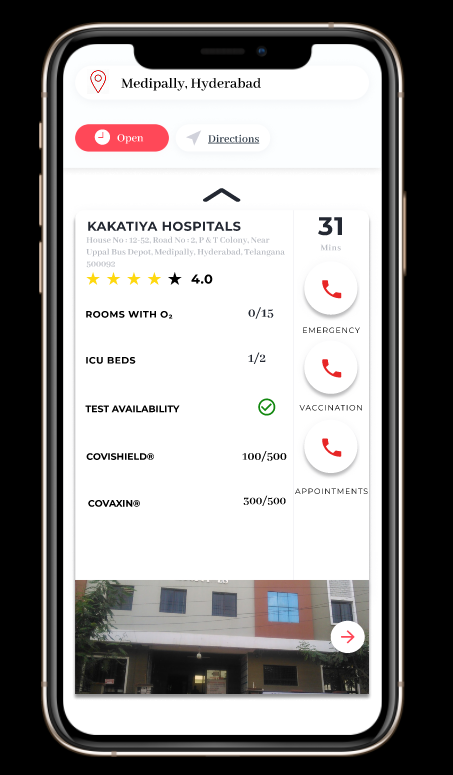 Medipally, Hyderabad
Open
Directions
KAKATIYA HOSPITALS
House No : 12-52, Road No : 2, P & T Colony, Near
Uppal Bus Depot, Medipally, Hyderabad, Telangana
500092
4.0
31
Mins
ROOMS WITH O₂ 0/15
EMERGENCY
ICU BEDS 1/2
VACCINATION
TEST AVAILABILITY
COVISHIELD® 100/500
APPOINTMENTS
COVAXIN® 300/500